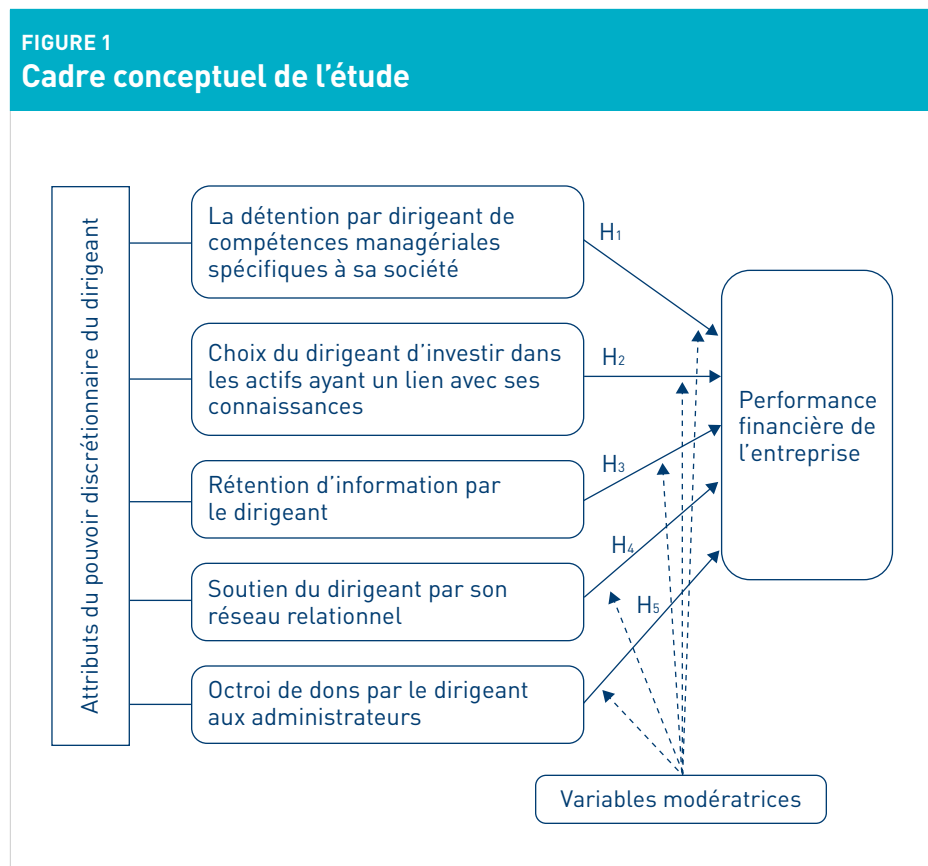 FIGURE 1
Cadre conceptuel de l'étude
Attributs du pouvoir discrétionnaire du dirigeant
La détention par dirigeant de
compétences managériales
spécifiques à sa société
H1
Choix du dirigeant d'investir dans
les actifs ayant un lien avec ses
connaissances
H2
Rétention d'information par
le dirigeant
H3
Soutien du dirigeant par son
réseau relationnel
H4
Octroi de dons par le dirigeant
aux administrateurs
H5
Performance
financière de
l'entreprise
Variables modératrices